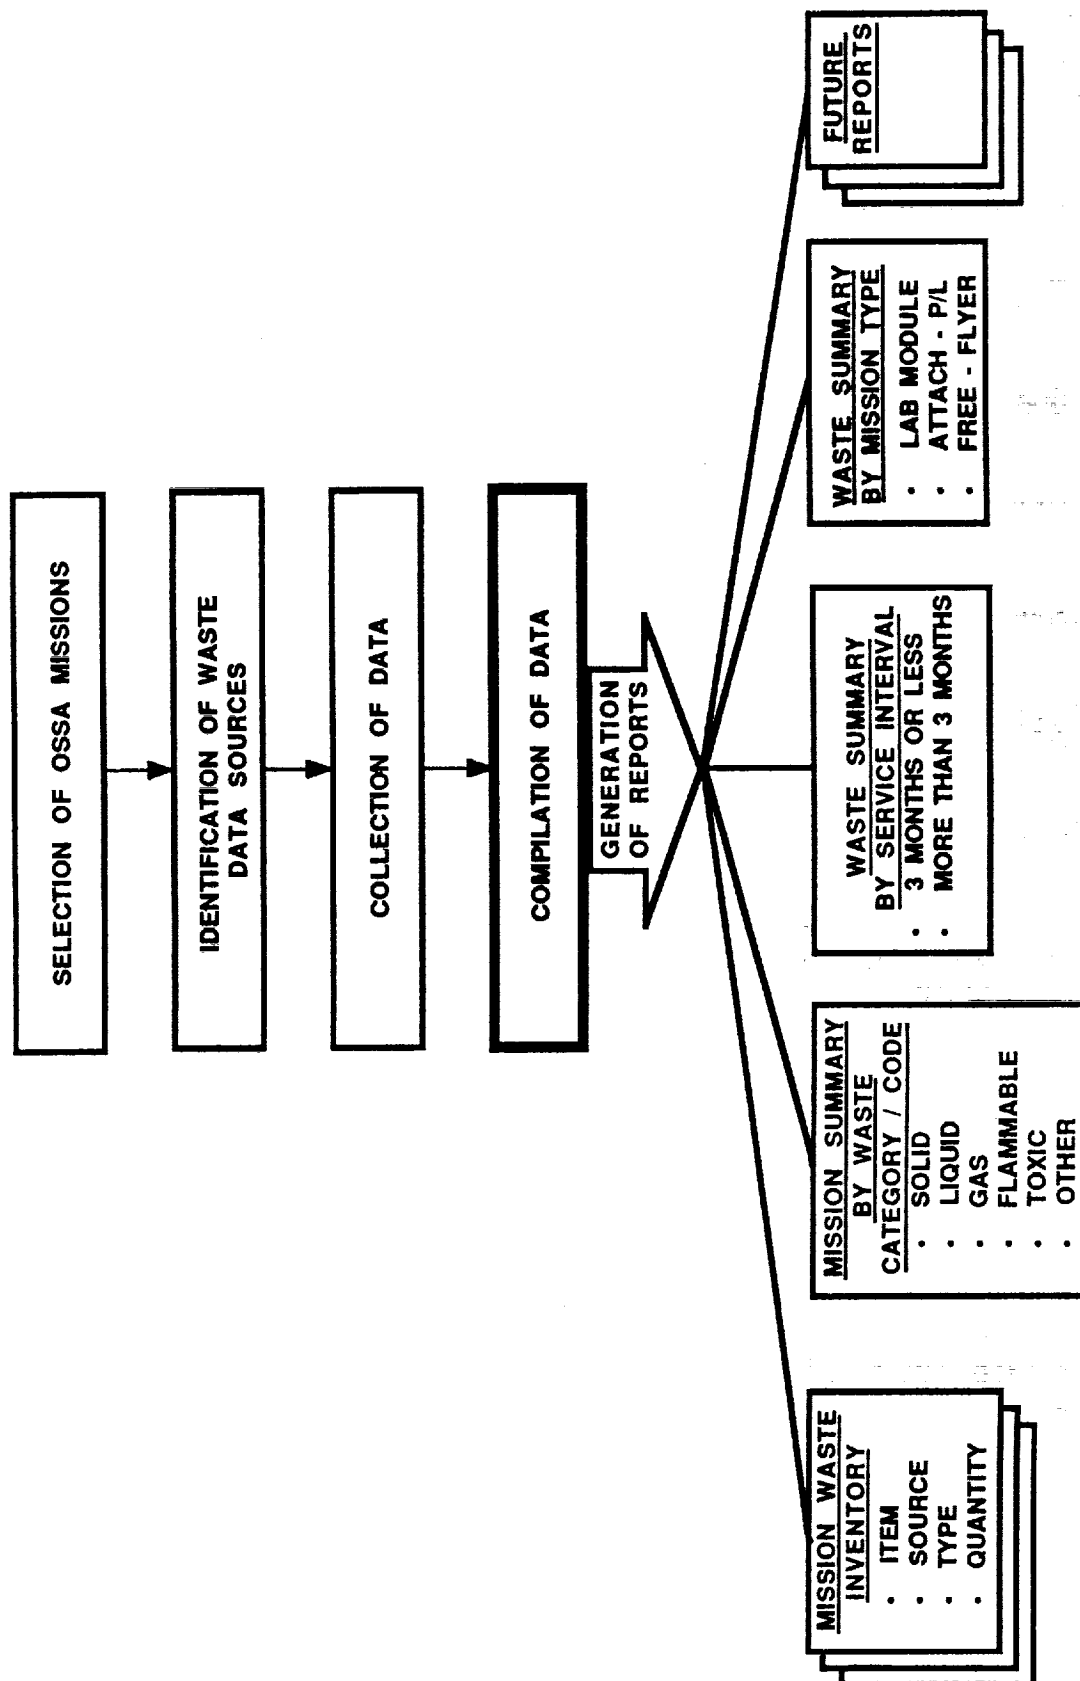 SELECTION OF OSSA MISSIONS
IDENTIFICATION OF WASTE
DATA SOURCES
COLLECTION OF DATA
COMPILATION OF DATA
GENERATION
OF REPORTS
MISSION WASTE
INVENTORY
• ITEM
• SOURCE
• TYPE
• QUANTITY
MISSION SUMMARY
BY WASTE
CATEGORY / CODE
• SOLID
• LIQUID
• GAS
• FLAMMABLE
• TOXIC
• OTHER
WASTE SUMMARY
BY SERVICE INTERVAL
• 3 MONTHS OR LESS
• MORE THAN 3 MONTHS
WASTE SUMMARY
BY MISSION TYPE
• LAB MODULE
• ATTACH - P/L
• FREE - FLYER
FUTURE
REPORTS